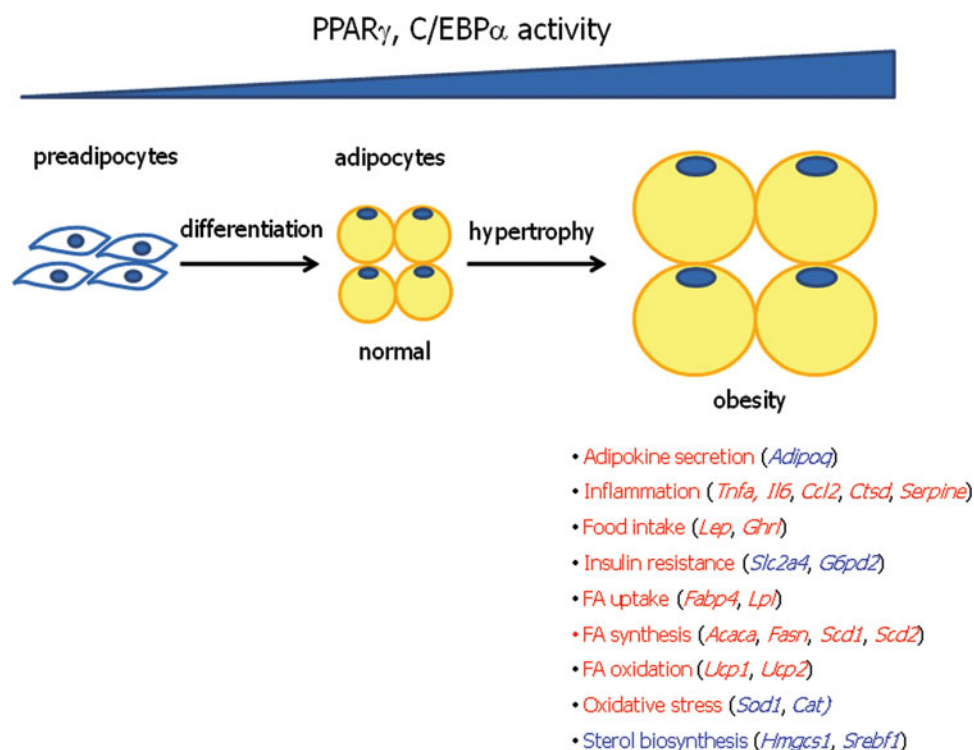 PPARγ, C/EBPα activity
preadipocytes
adipocytes
differentiation
hypertrophy
normal
obesity
• Adipokine secretion (Adipoq)
• Inflammation (Tnfa, Il6, Ccl2, Ctsd, Serpine)
• Food intake (Lep, Ghrl)
• Insulin resistance (Slc2a4, G6pd2)
• FA uptake (Fabp4, Lpl)
• FA synthesis (Acaca, Fasn, Scd1, Scd2)
• FA oxidation (Ucp1, Ucp2)
• Oxidative stress (Sod1, Cat)
• Sterol biosynthesis (Hmgcs1, Srebf1)